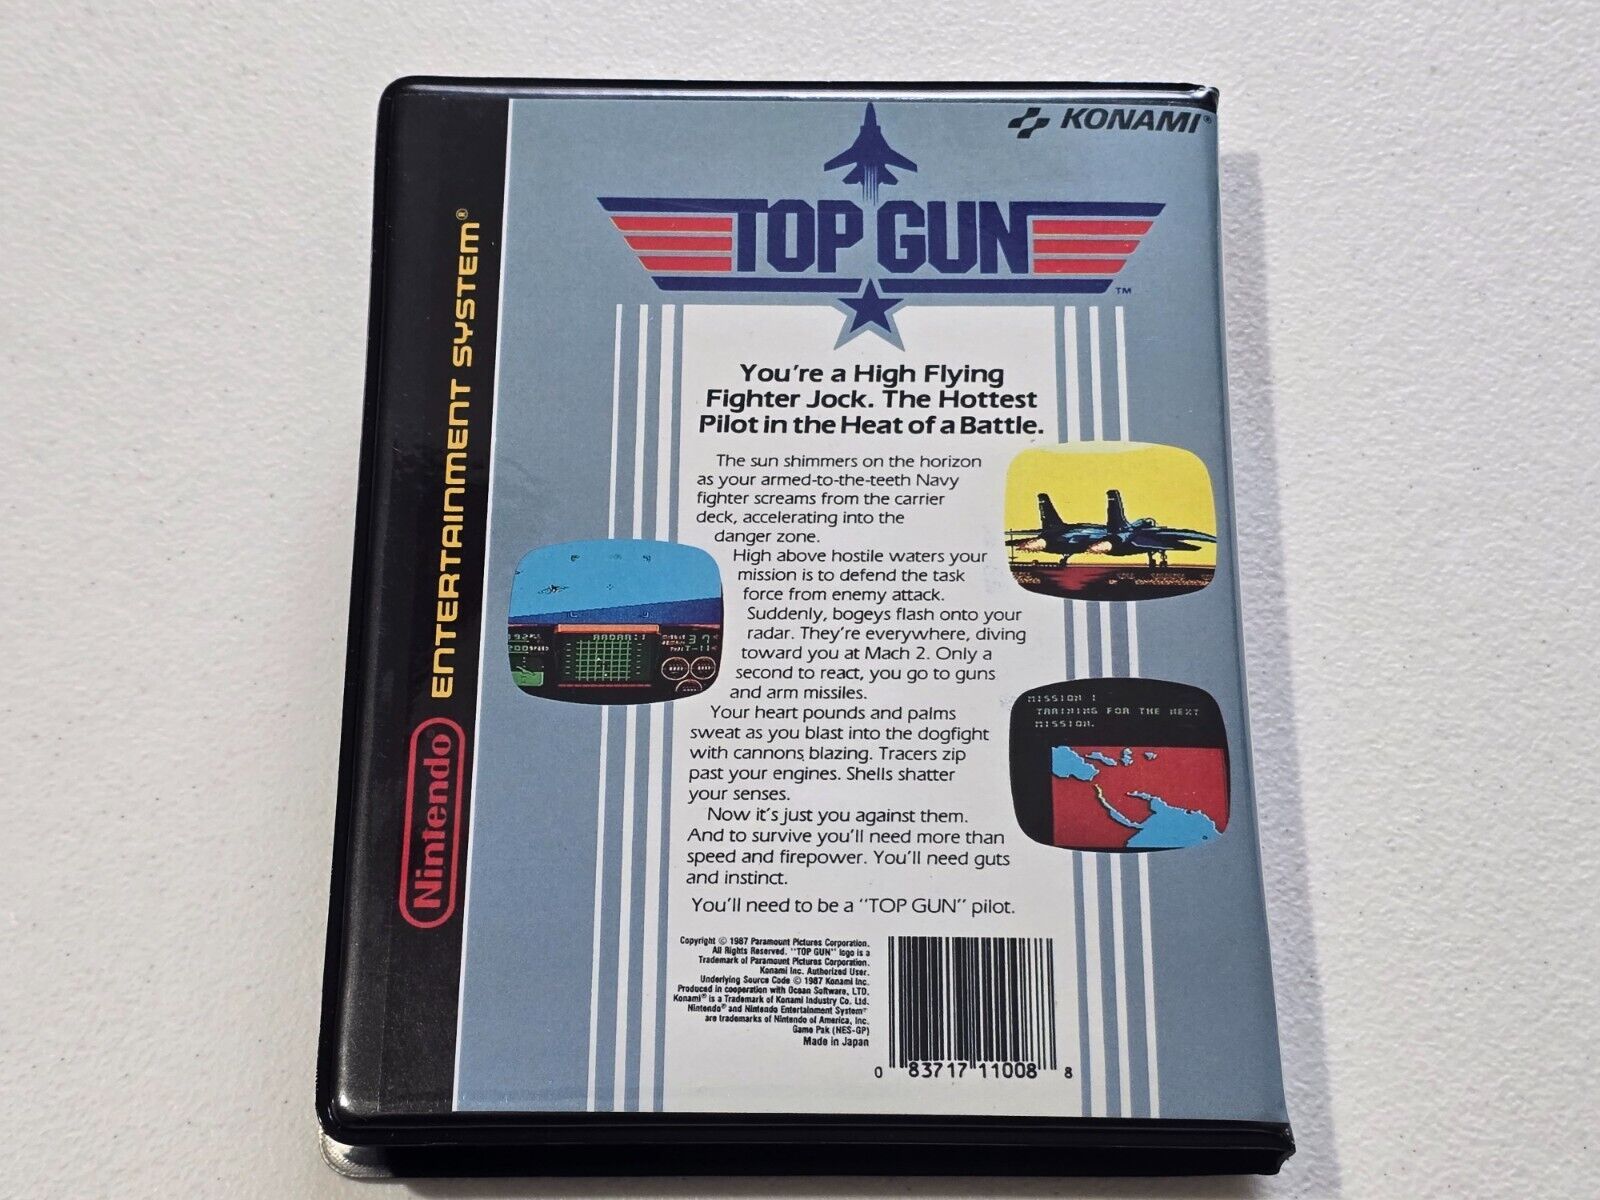 KONAMI®
TOP GUN
™
You're a High Flying
Fighter Jock. The Hottest
Pilot in the Heat of a Battle.
The sun shimmers on the horizon
as your armed-to-the-teeth Navy
fighter screams from the carrier
deck, accelerating into the
danger zone.
High above hostile waters your
mission is to defend the task
force from enemy attack.
Suddenly, bogeys flash onto your
radar. They're everywhere, diving
toward you at Mach 2. Only a
second to react, you go to guns
and arm missiles.
Your heart pounds and palms
sweat as you blast into the dogfight
with cannons blazing. Tracers zip
past your engines. Shells shatter
your senses.
Now it's just you against them.
And to survive you'll need more than
speed and firepower. You'll need guts
and instinct.
You'll need to be a "TOP GUN" pilot.
RADAR:1
37
T-11
MISSION 1
TRAINING FOR THE NEXT
MISSION.
Copyright © 1987 Paramount Pictures Corporation.
All Rights Reserved. "TOP GUN" logo is a
Trademark of Paramount Pictures Corporation.
Konami Inc. Authorized User.
Underlying Source Code © 1987 Konami Inc.
Produced in cooperation with Ocean Software, LTD.
Konami® is a Trademark of Konami Industry Co. Ltd.
Nintendo® and Nintendo Entertainment System®
are trademarks of Nintendo of America, Inc.
Game Pak (NES-GP)
Made in Japan
0 83717 11008 8
Nintendo® ENTERTAINMENT SYSTEM®